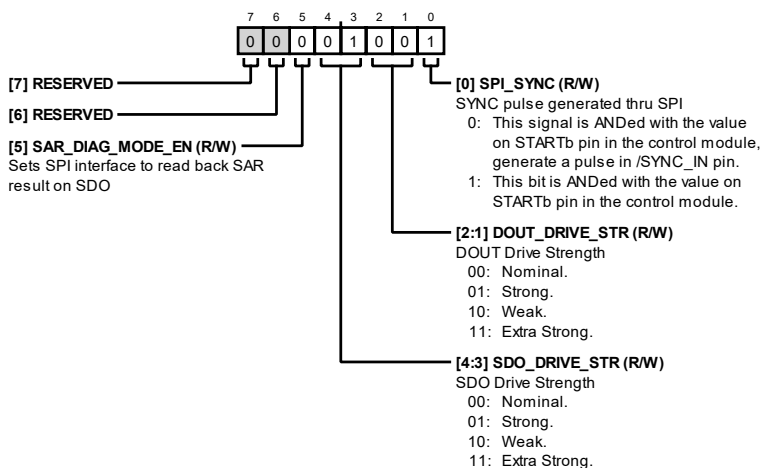 7 6 5 4 3 2 1 0
0 0 0 0 1 0 0 1
[7] RESERVED
[6] RESERVED
[5] SAR_DIAG_MODE_EN (R/W)
Sets SPI interface to read back SAR
result on SDO
[0] SPI_SYNC (R/W)
SYNC pulse generated thru SPI
0: This signal is ANDed with the value
on STARTb pin in the control module,
generate a pulse in /SYNC_IN pin.
1: This bit is ANDed with the value on
STARTb pin in the control module.
[2:1] DOUT_DRIVE_STR (R/W)
DOUT Drive Strength
00: Nominal.
01: Strong.
10: Weak.
11: Extra Strong.
[4:3] SDO_DRIVE_STR (R/W)
SDO Drive Strength
00: Nominal.
01: Strong.
10: Weak.
11: Extra Strong.